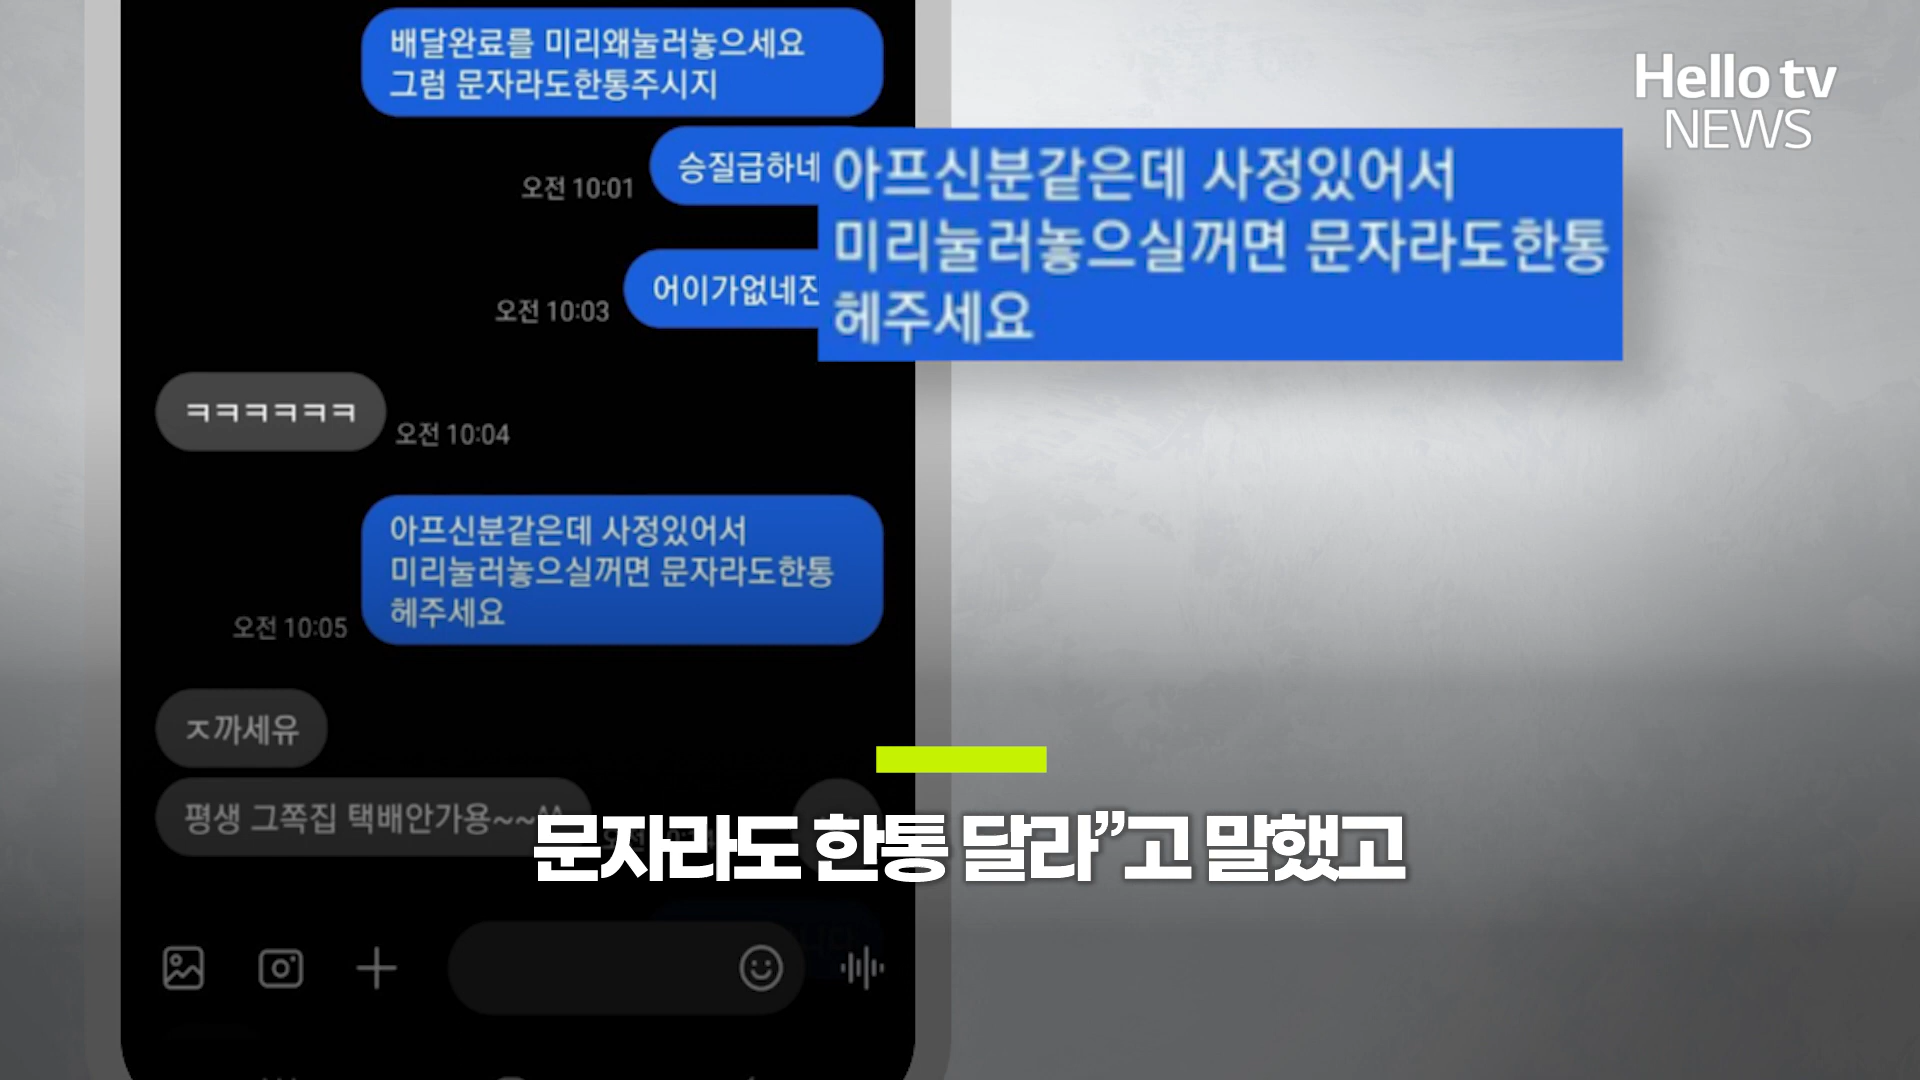 배달완료를 미리왜눌러놓으세요
그럼 문자라도한통주시지
Hello tv
NEWS
승질급하네
오전 10:01
아프신분같은데 사정있어서
미리눌러놓으실꺼면 문자라도한통
헤주세요
어이가없네진
오전 10:03
ㅋㅋㅋㅋㅋㅋ
오전 10:04
아프신분같은데 사정있어서
미리눌러놓으실꺼면 문자라도한통
헤주세요
오전 10:05
ㅈ까세유
평생 그쪽집 택배안가용~~^^
문자라도 한통 달라”고 말했고